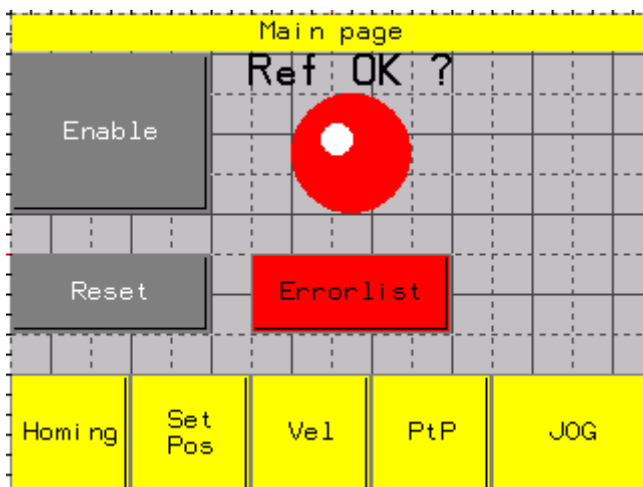 Main page
Ref OK ?
Enable
Reset
Errorlist
Homing
Set
Pos
Vel
PtP
JOG